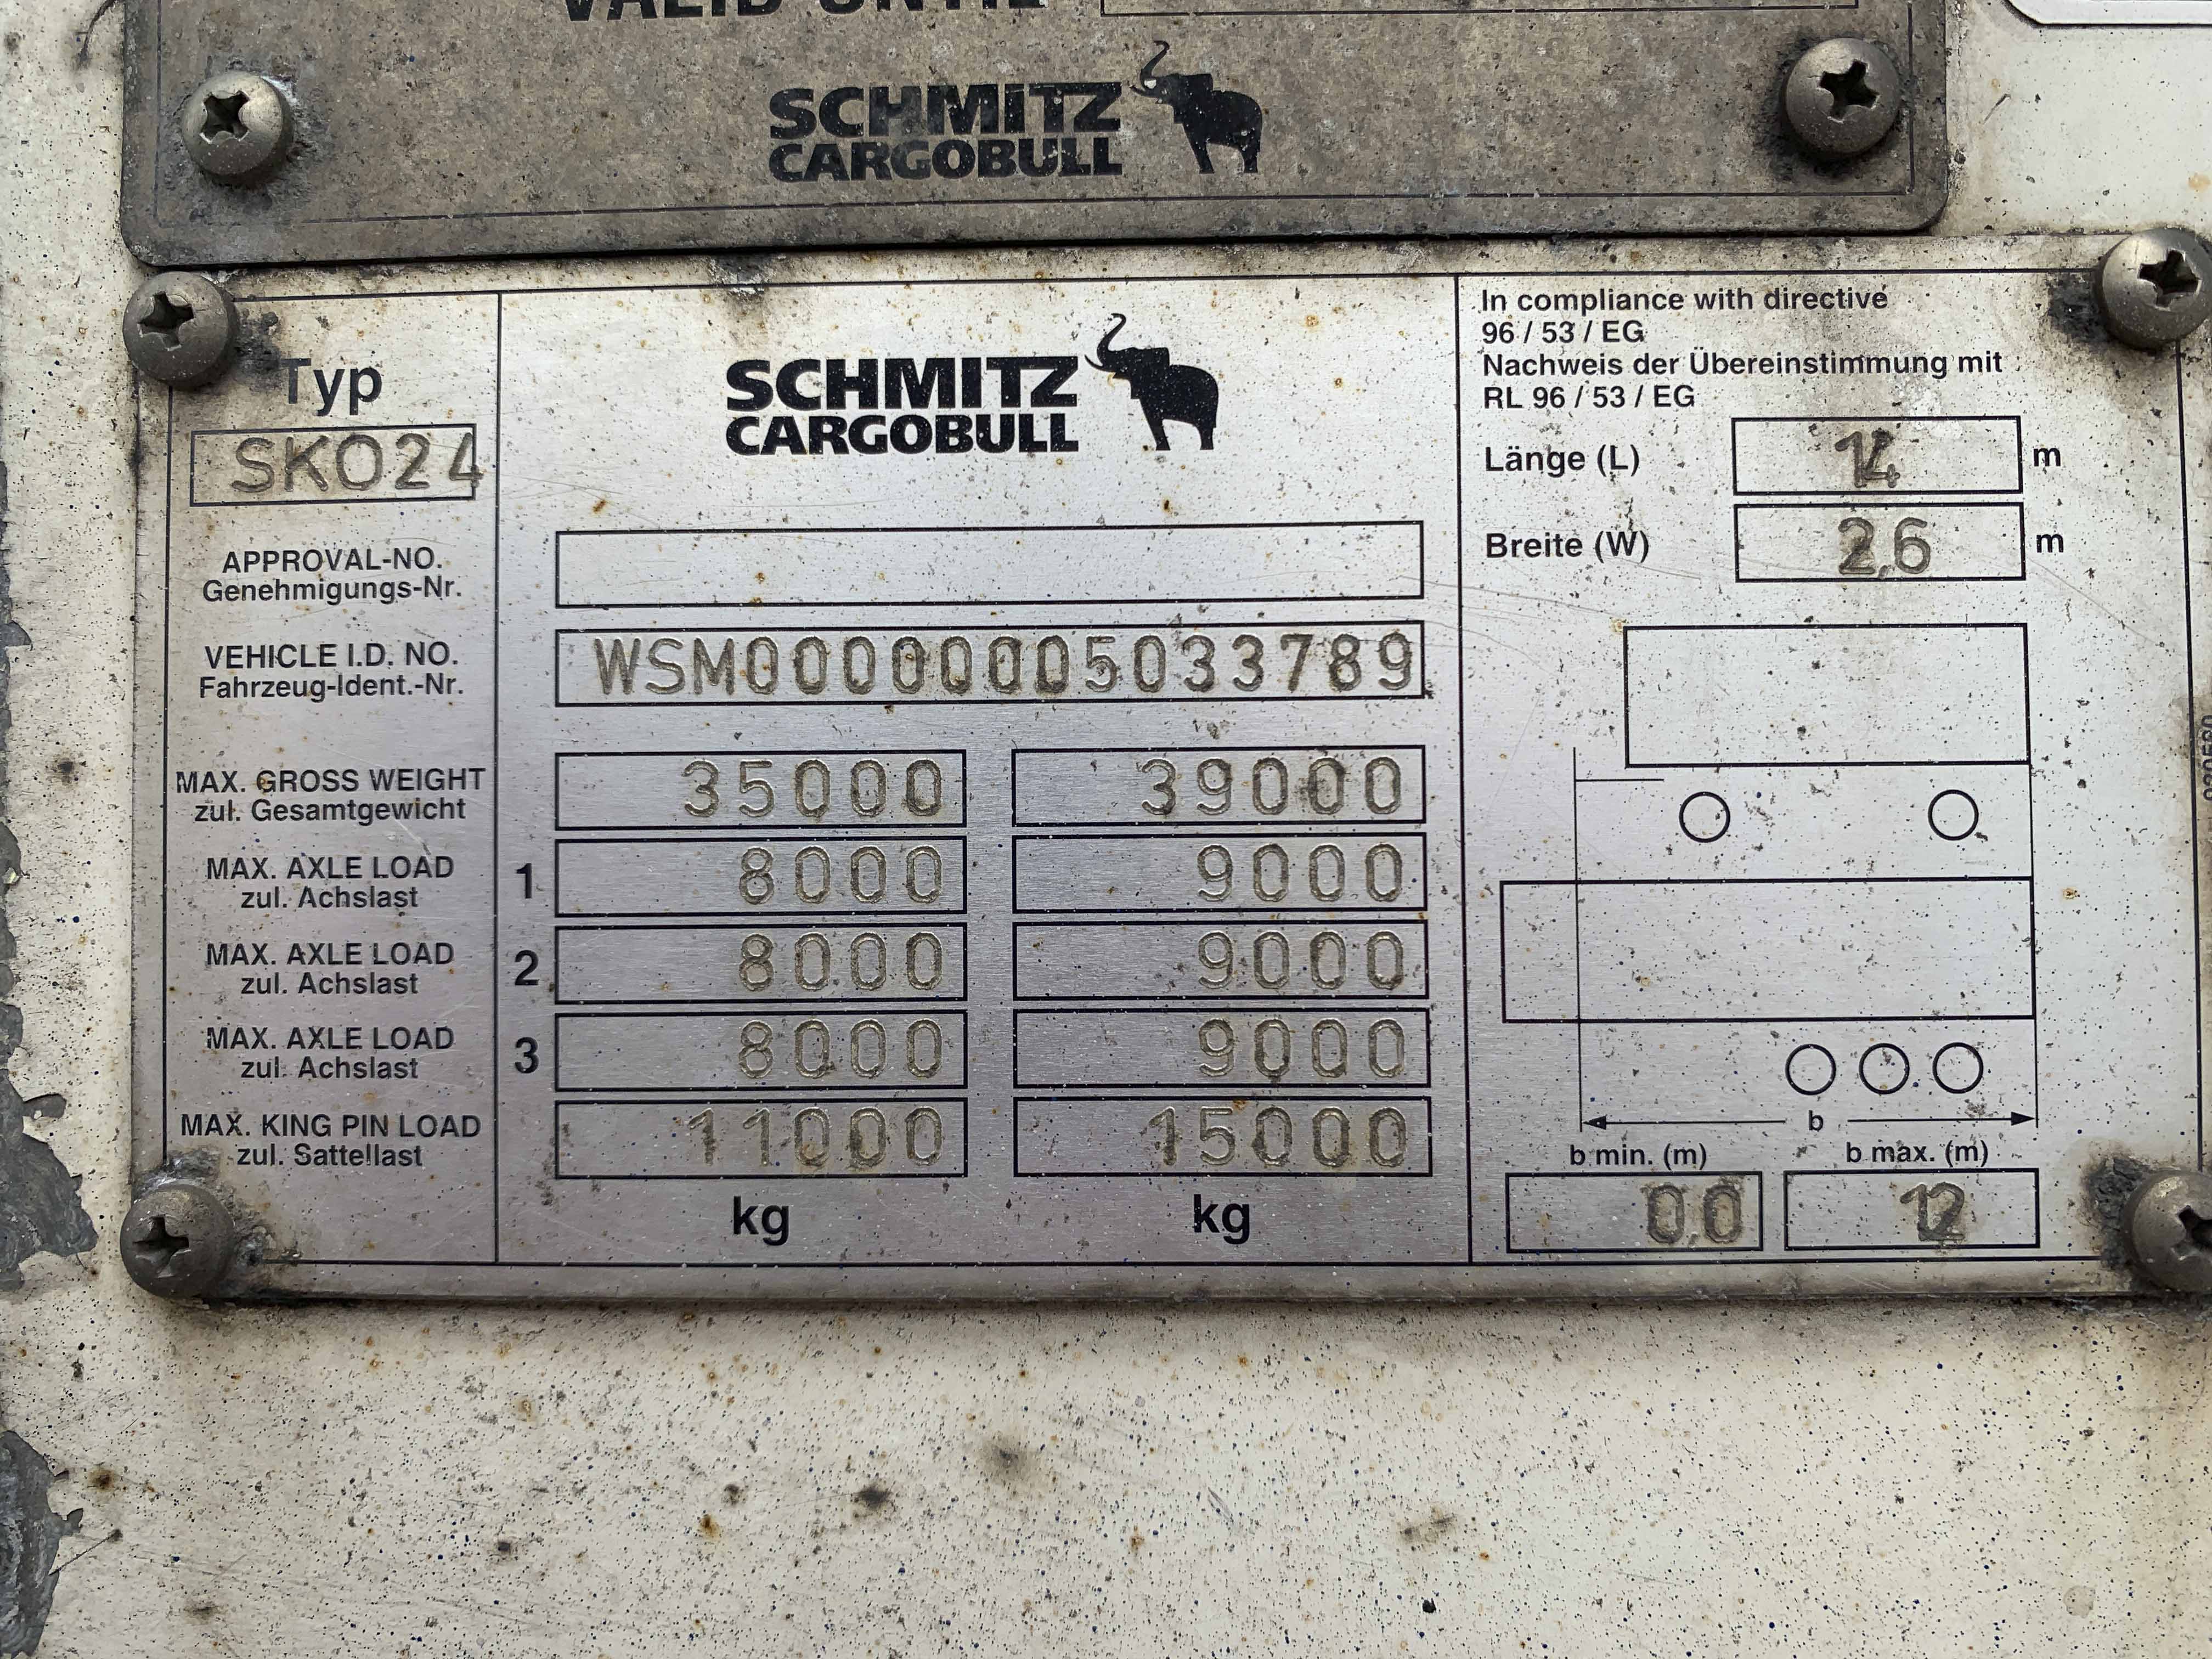 VALID UNTIL
SCHMITZ
CARGOBULL
Typ
SKO24
SCHMITZ
CARGOBULL
APPROVAL-NO.
Genehmigungs-Nr.
VEHICLE I.D. NO.
Fahrzeug-Ident.-Nr.
WSM00000005033789
MAX. GROSS WEIGHT
zul. Gesamtgewicht
35000 39000
MAX. AXLE LOAD
zul. Achslast
1 8000 9000
MAX. AXLE LOAD
zul. Achslast
2 8000 9000
MAX. AXLE LOAD
zul. Achslast
3 8000 9000
MAX. KING PIN LOAD
zul. Sattellast
11000 15000
kg kg
In compliance with directive
96 / 53 / EG
Nachweis der Übereinstimmung mit
RL 96 / 53 / EG
Länge (L) 14 m
Breite (W) 2,6 m
b
b min. (m) b max. (m)
0,0 12